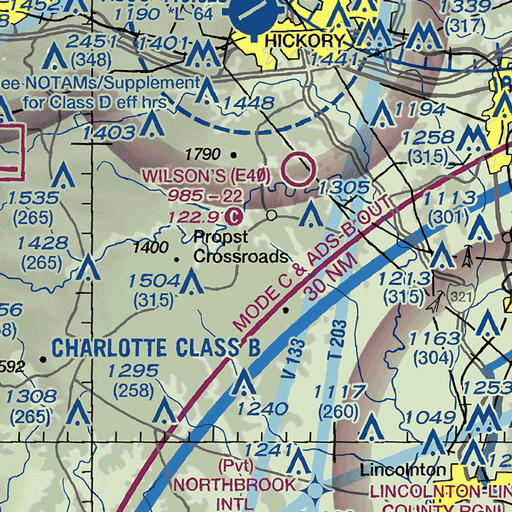 1452
1190
L 64
1339
(317)
HICKORY
2451
(348)
1401
1441
ee NOTAMs/Supplement
for Class D eff hrs
1448
1194
1403
1258
(315)
1790
WILSON'S (E40)
985 - 22
122.9 C
1305
1535
(265)
1113
(301)
Propst
Crossroads
1428
(265)
1400
1504
(315)
MODE C & ADS-B OUT
30 NM
1213
(315)
321
56
CHARLOTTE CLASS B
592
1163
(304)
V 133
T 203
1295
(258)
1308
(265)
1240
1117
(260)
1253
1049
1241
(Pvt)
NORTHBROOK
INTL
Lincolnton
LINCOLNTON-LIN
COUNTY RGNL